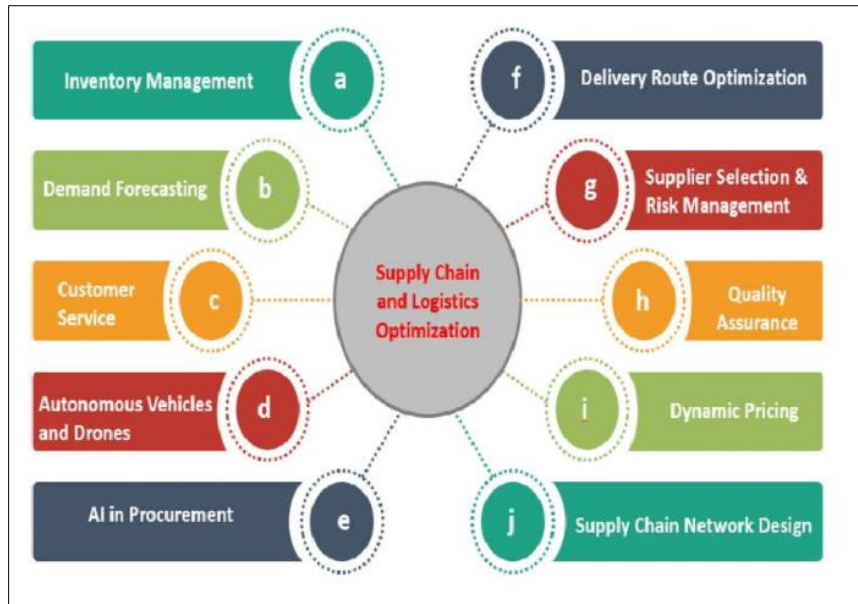 Inventory Management
a
Demand Forecasting
b
Customer
Service
c
Autonomous Vehicles
and Drones
d
AI in Procurement
e
Supply Chain
and Logistics
Optimization
f
Delivery Route Optimization
g
Supplier Selection &
Risk Management
h
Quality
Assurance
i
Dynamic Pricing
j
Supply Chain Network Design